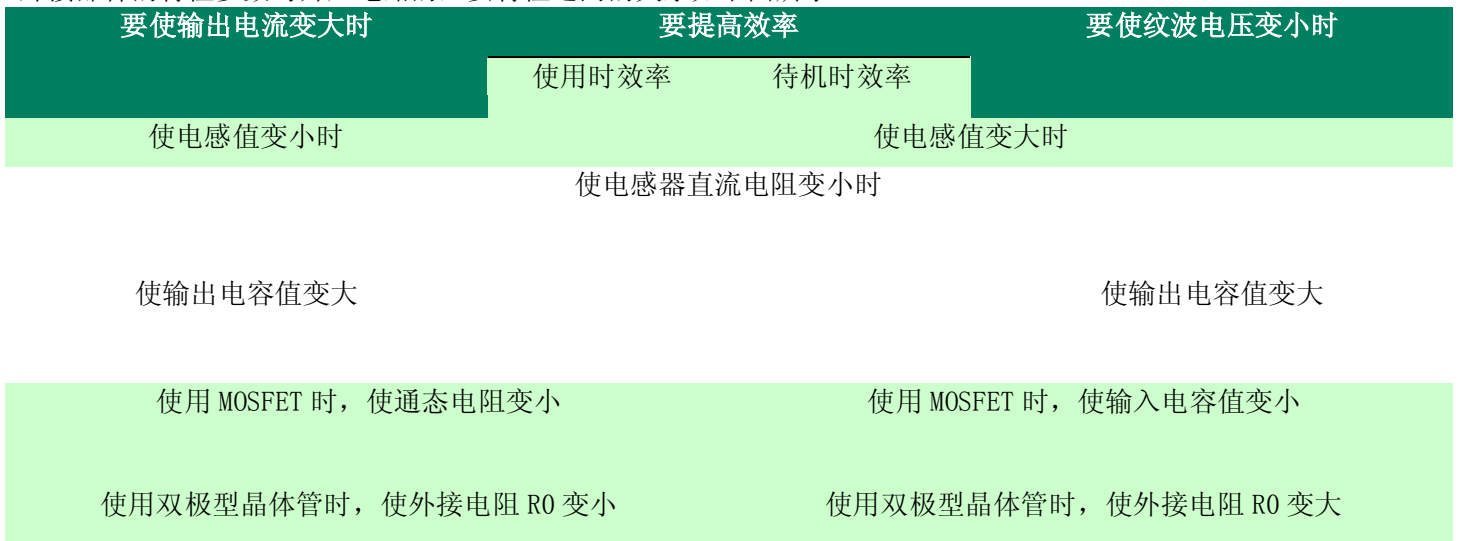 要使输出电流变大时 要提高效率 要使纹波电压变小时
使用时效率 待机时效率
使电感值变小时 使电感值变大时
使电感器直流电阻变小时
使输出电容值变大 使输出电容值变大
使用 MOSFET 时，使通态电阻变小 使用 MOSFET 时，使输入电容值变小
使用双极型晶体管时，使外接电阻 R0 变小 使用双极型晶体管时，使外接电阻 R0 变大